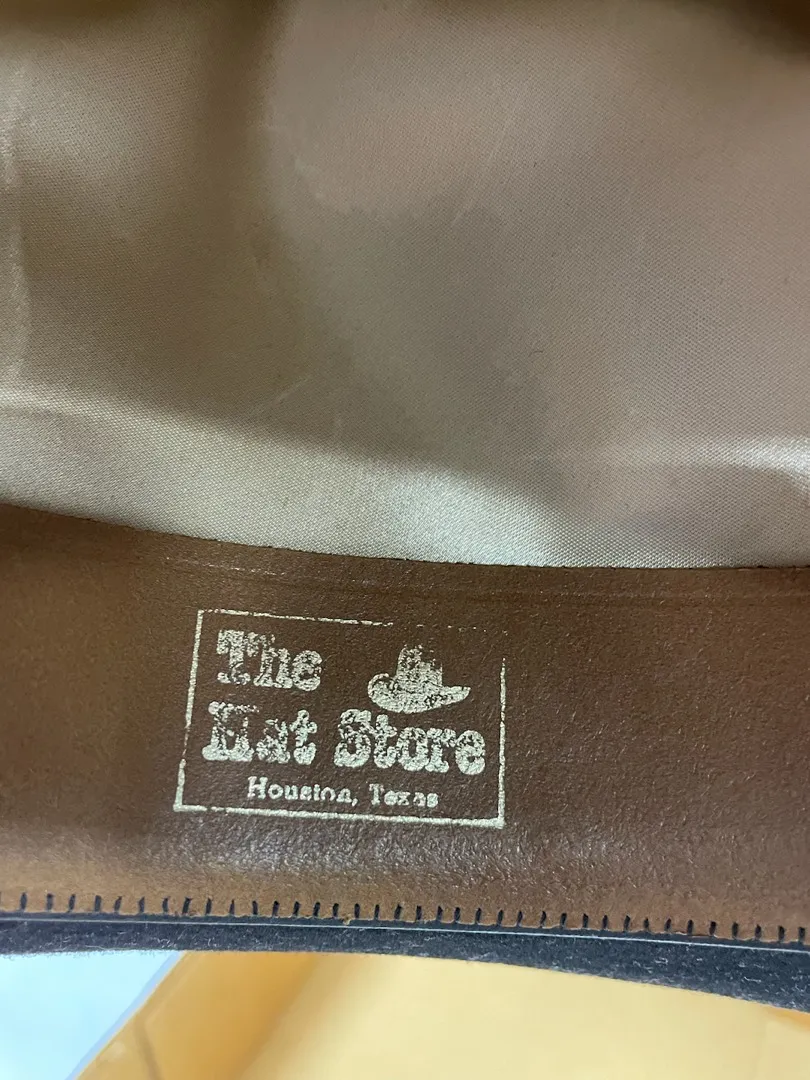 The
Hat Store
Houston, Texas